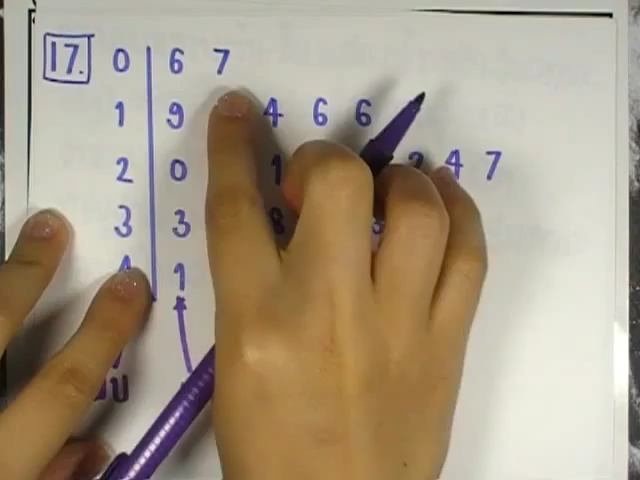 17. 0 | 6 7
1 | 9 4 6 6
2 | 0 1 2 4 7
3 | 3 8
4 | 1